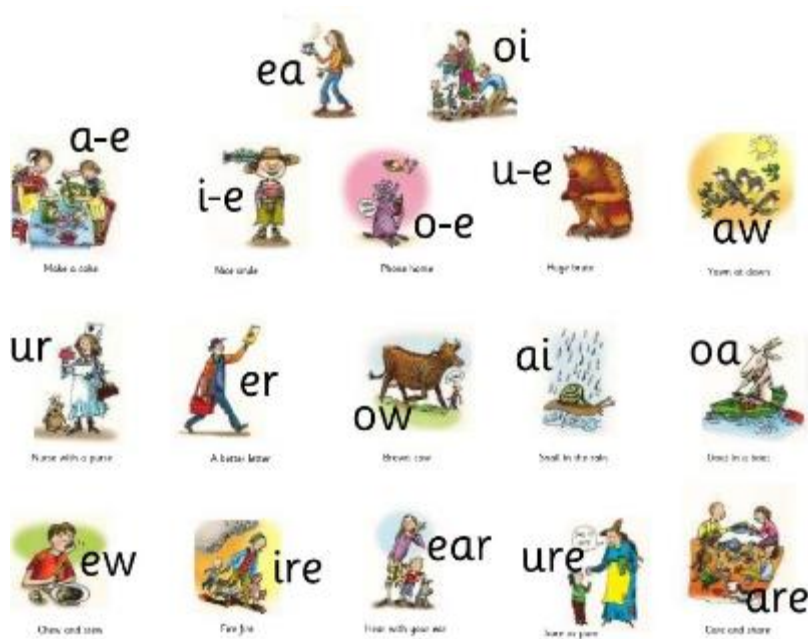 ea
oi
a-e
i-e
o-e
u-e
aw
Make a cake
Nice smile
Phone home
Huge brute
Yawn at dawn
ur
er
ow
ai
oa
Nurse with a purse
A better letter
Brown cow
Snail in the rain
Goat in a boat
ew
ire
ear
ure
are
Chew and stew
Fire fire
Hear with your ear
Sure as pure
Care and share